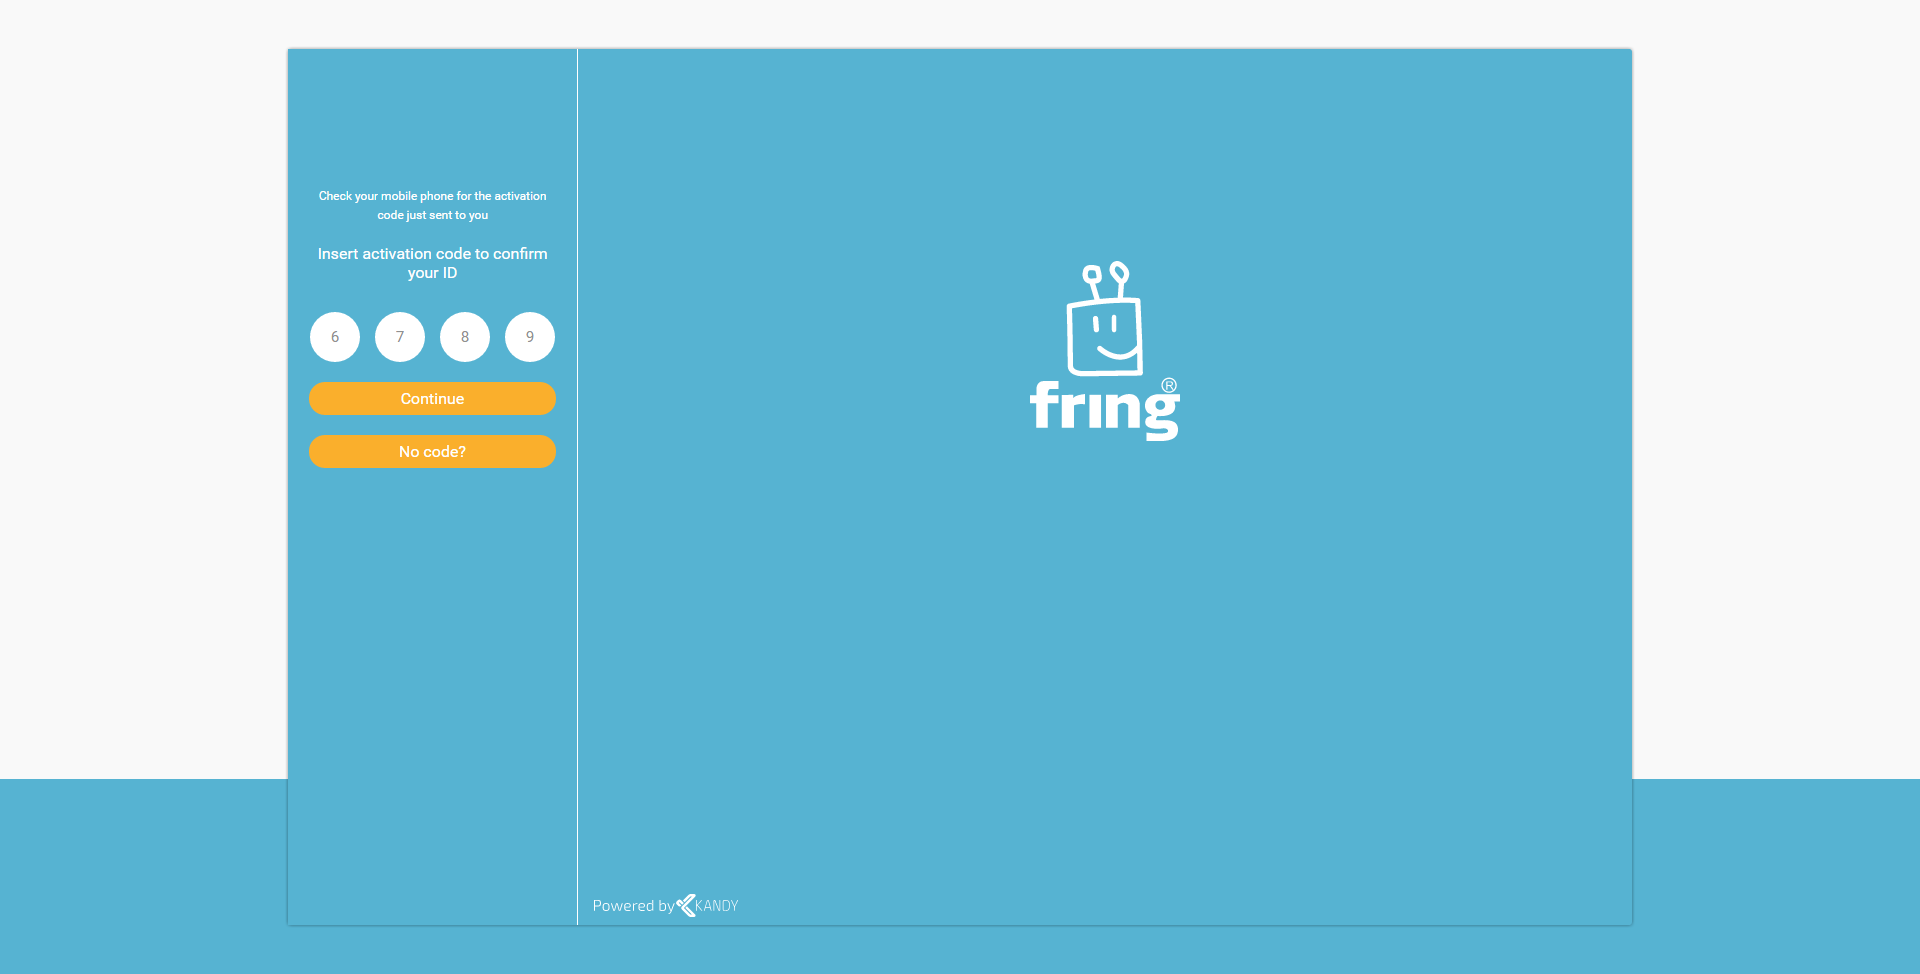 Check your mobile phone for the activation
code just sent to you
Insert activation code to confirm
your ID
6 7 8 9
Continue
No code?
fring®
Powered by KANDY